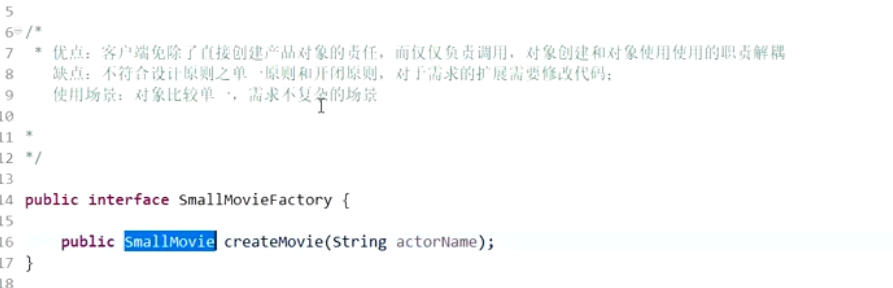 5
6 /*
7 * 优点：客户端免除了直接创建产品对象的责任，而仅仅负责调用，对象创建和对象使用使用的职责解耦
8 缺点：不符合设计原则之单一原则和开闭原则，对于需求的扩展需要修改代码；
9 使用场景：对象比较单一，需求不复杂的场景
10
11 *
12 */
13
14 public interface SmallMovieFactory {
15
16 public SmallMovie createMovie(String actorName);
17 }
18